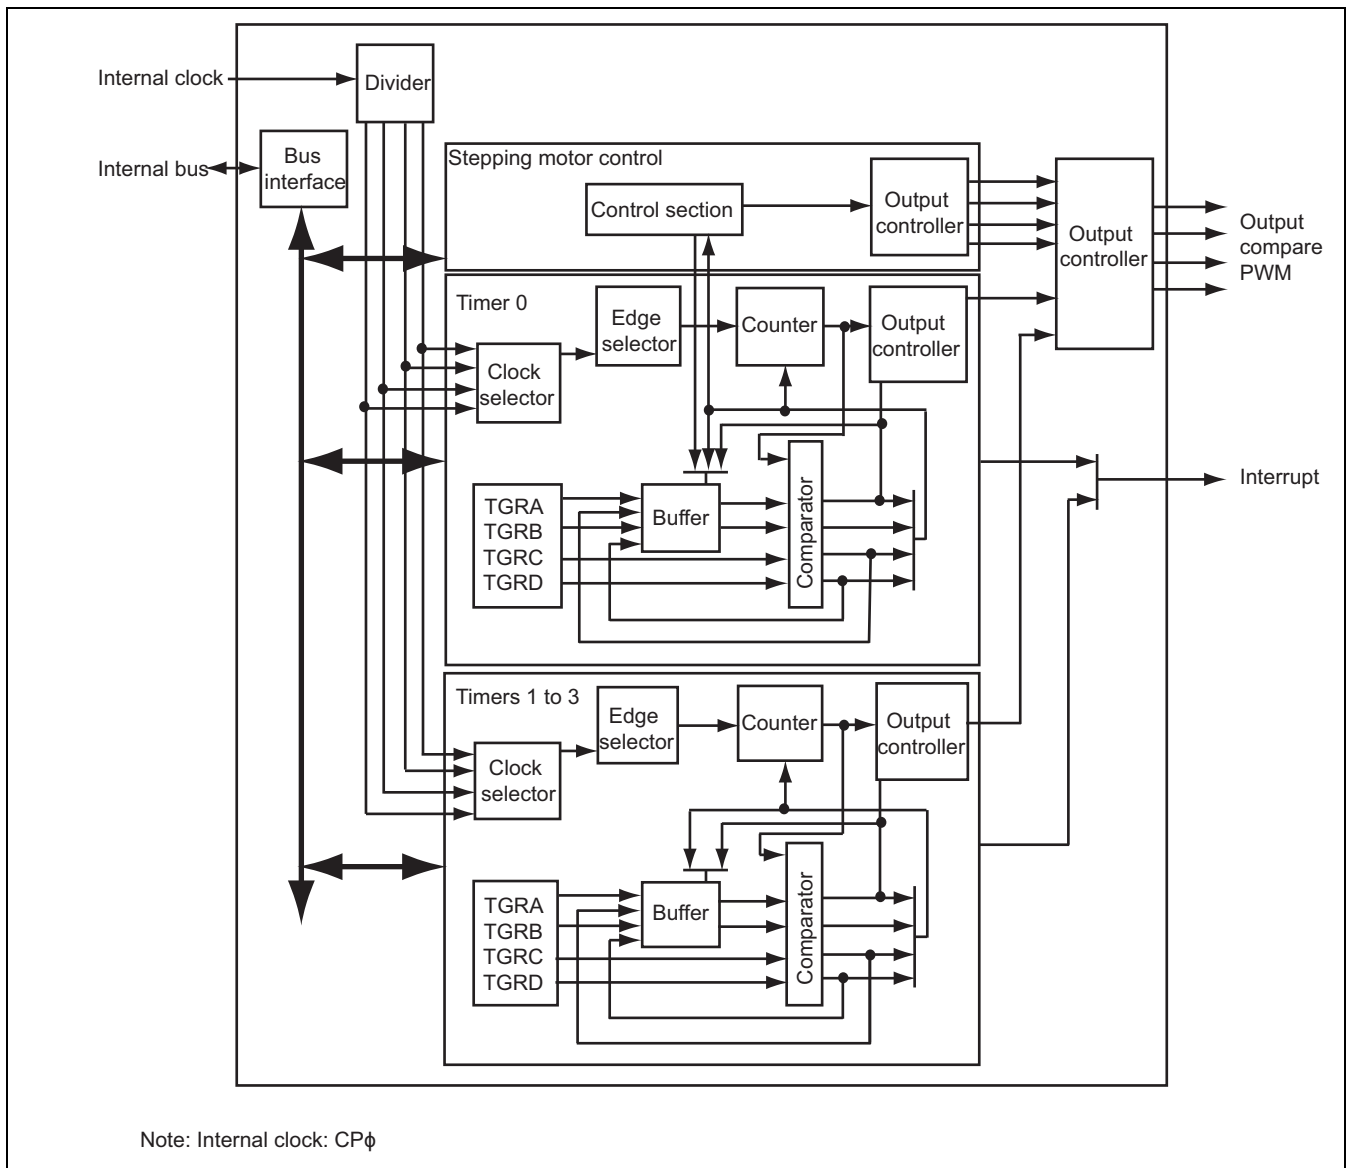 Internal clock
Divider
Internal bus
Bus
interface
Stepping motor control
Control section
Output
controller
Output
controller
Output
compare
PWM
Timer 0
Edge
selector
Counter
Output
controller
Clock
selector
TGRA
TGRB
TGRC
TGRD
Buffer
Comparator
Interrupt
Timers 1 to 3
Edge
selector
Counter
Output
controller
Clock
selector
TGRA
TGRB
TGRC
TGRD
Buffer
Comparator
Note: Internal clock: CPϕ